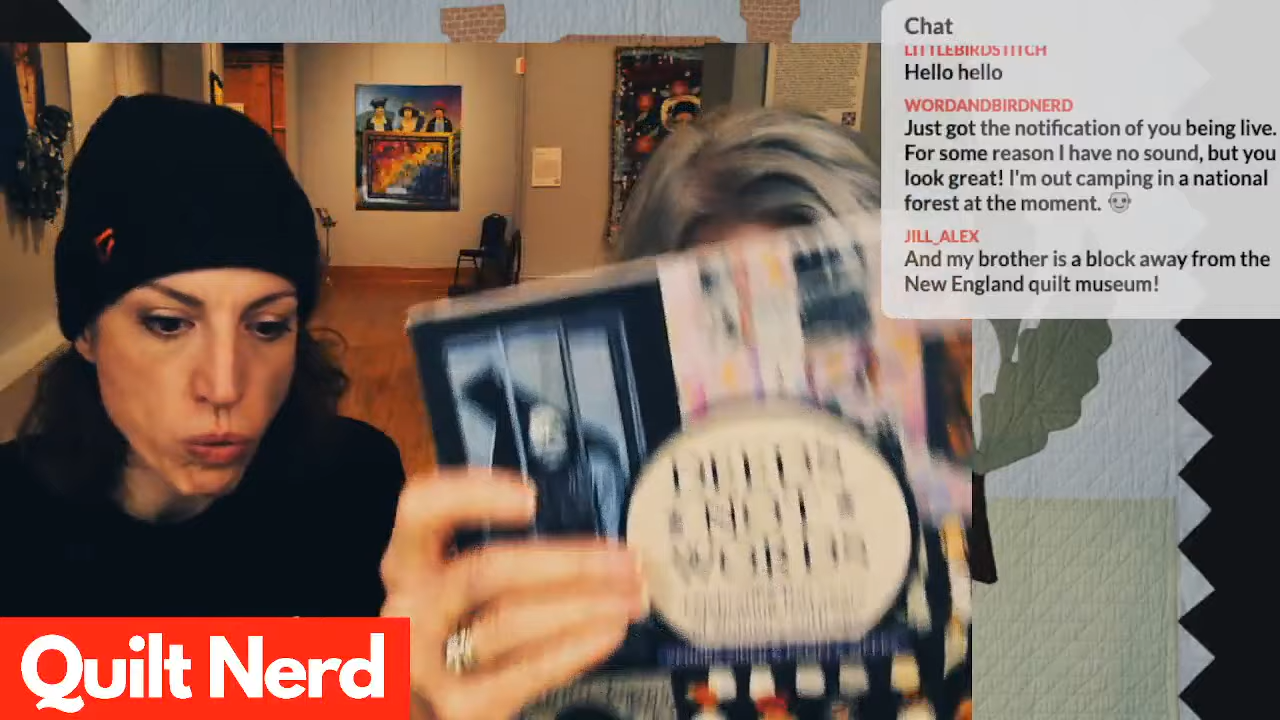 Chat
LITTLEBIRDSTITCH
Hello hello
WORDANDBIRDNERD
Just got the notification of you being live.
For some reason I have no sound, but you
look great! I'm out camping in a national
forest at the moment.
JILL_ALEX
And my brother is a block away from the
New England quilt museum!
Quilt Nerd